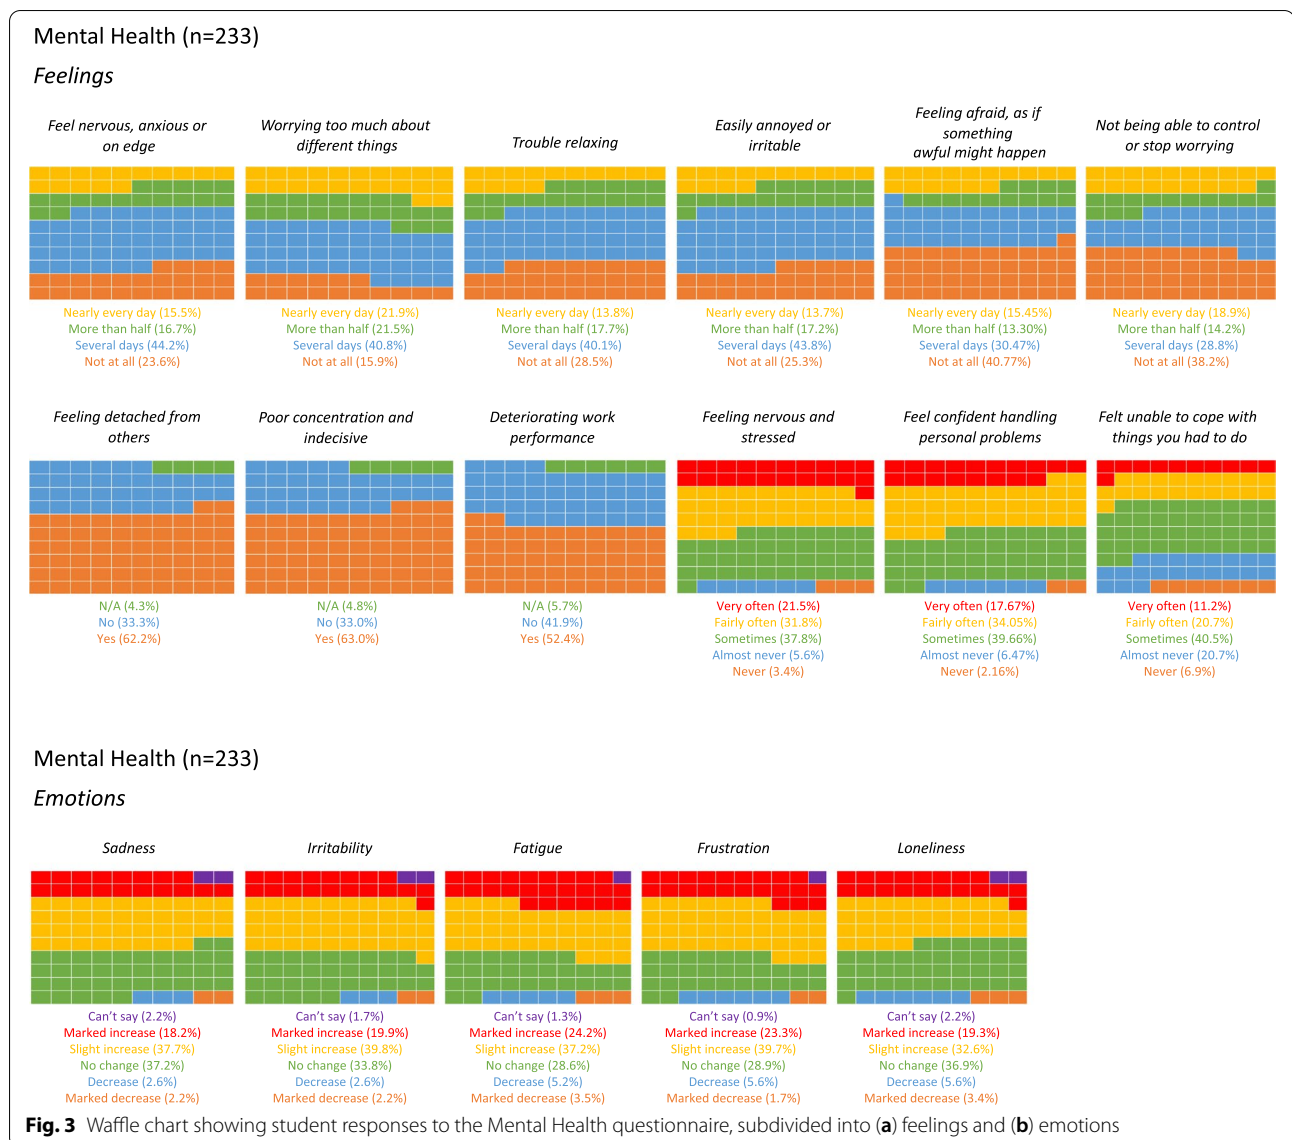 Mental Health (n=233)
Feelings
Feel nervous, anxious or
on edge
Nearly every day (15.5%)
More than half (16.7%)
Several days (44.2%)
Not at all (23.6%)
Worrying too much about
different things
Nearly every day (21.9%)
More than half (21.5%)
Several days (40.8%)
Not at all (15.9%)
Trouble relaxing
Nearly every day (13.8%)
More than half (17.7%)
Several days (40.1%)
Not at all (28.5%)
Easily annoyed or
irritable
Nearly every day (13.7%)
More than half (17.2%)
Several days (43.8%)
Not at all (25.3%)
Feeling afraid, as if
something
awful might happen
Nearly every day (15.45%)
More than half (13.30%)
Several days (30.47%)
Not at all (40.77%)
Not being able to control
or stop worrying
Nearly every day (18.9%)
More than half (14.2%)
Several days (28.8%)
Not at all (38.2%)
Feeling detached from
others
N/A (4.3%)
No (33.3%)
Yes (62.2%)
Poor concentration and
indecisive
N/A (4.8%)
No (33.0%)
Yes (63.0%)
Deteriorating work
performance
N/A (5.7%)
No (41.9%)
Yes (52.4%)
Feeling nervous and
stressed
Very often (21.5%)
Fairly often (31.8%)
Sometimes (37.8%)
Almost never (5.6%)
Never (3.4%)
Feel confident handling
personal problems
Very often (17.67%)
Fairly often (34.05%)
Sometimes (39.66%)
Almost never (6.47%)
Never (2.16%)
Felt unable to cope with
things you had to do
Very often (11.2%)
Fairly often (20.7%)
Sometimes (40.5%)
Almost never (20.7%)
Never (6.9%)
Mental Health (n=233)
Emotions
Sadness
Can't say (2.2%)
Marked increase (18.2%)
Slight increase (37.7%)
No change (37.2%)
Decrease (2.6%)
Marked decrease (2.2%)
Irritability
Can't say (1.7%)
Marked increase (19.9%)
Slight increase (39.8%)
No change (33.8%)
Decrease (2.6%)
Marked decrease (2.2%)
Fatigue
Can't say (1.3%)
Marked increase (24.2%)
Slight increase (37.2%)
No change (28.6%)
Decrease (5.2%)
Marked decrease (3.5%)
Frustration
Can't say (0.9%)
Marked increase (23.3%)
Slight increase (39.7%)
No change (28.9%)
Decrease (5.6%)
Marked decrease (1.7%)
Loneliness
Can't say (2.2%)
Marked increase (19.3%)
Slight increase (32.6%)
No change (36.9%)
Decrease (5.6%)
Marked decrease (3.4%)
Fig. 3 Waffle chart showing student responses to the Mental Health questionnaire, subdivided into (a) feelings and (b) emotions